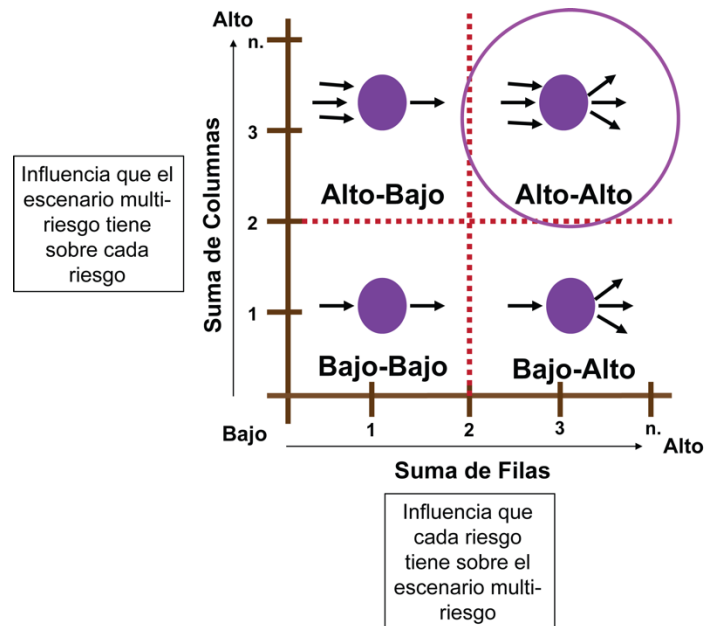 Alto
n.
3
2
1
Suma de Columnas
Influencia que el
escenario multi-
riesgo tiene
sobre cada
riesgo
Alto-Bajo
Alto-Alto
Bajo-Bajo
Bajo-Alto
Bajo
1
2
3
n.
Alto
Suma de Filas
Influencia que
cada riesgo
tiene sobre el
escenario multi-
riesgo